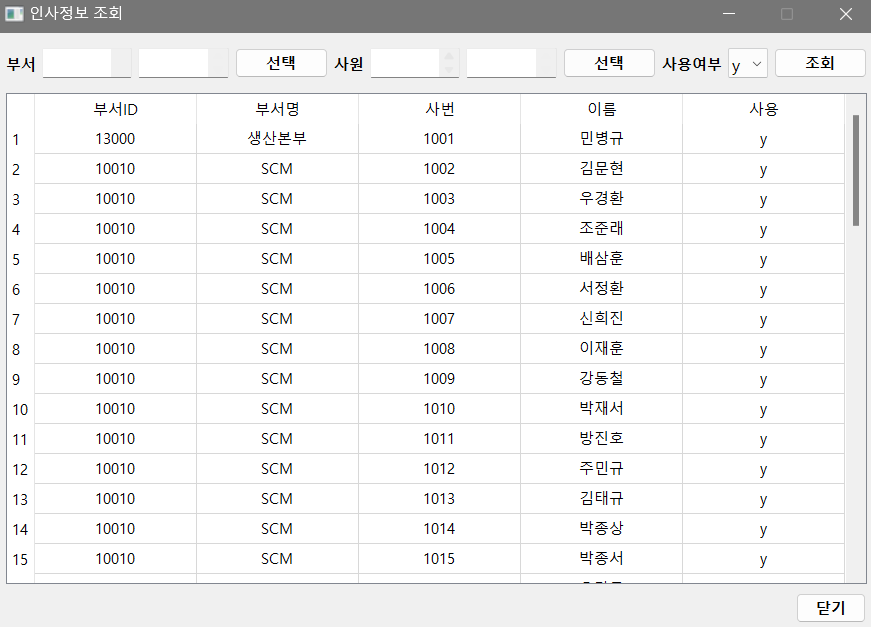 인사정보 조회
부서 선택 사원 선택 사용여부 y 조회
부서ID 부서명 사번 이름 사용
1 13000 생산본부 1001 민병규 y
2 10010 SCM 1002 김문현 y
3 10010 SCM 1003 우경환 y
4 10010 SCM 1004 조준래 y
5 10010 SCM 1005 배삼훈 y
6 10010 SCM 1006 서정환 y
7 10010 SCM 1007 신희진 y
8 10010 SCM 1008 이재훈 y
9 10010 SCM 1009 강동철 y
10 10010 SCM 1010 박재서 y
11 10010 SCM 1011 방진호 y
12 10010 SCM 1012 주민규 y
13 10010 SCM 1013 김태규 y
14 10010 SCM 1014 박종상 y
15 10010 SCM 1015 박종서 y
닫기